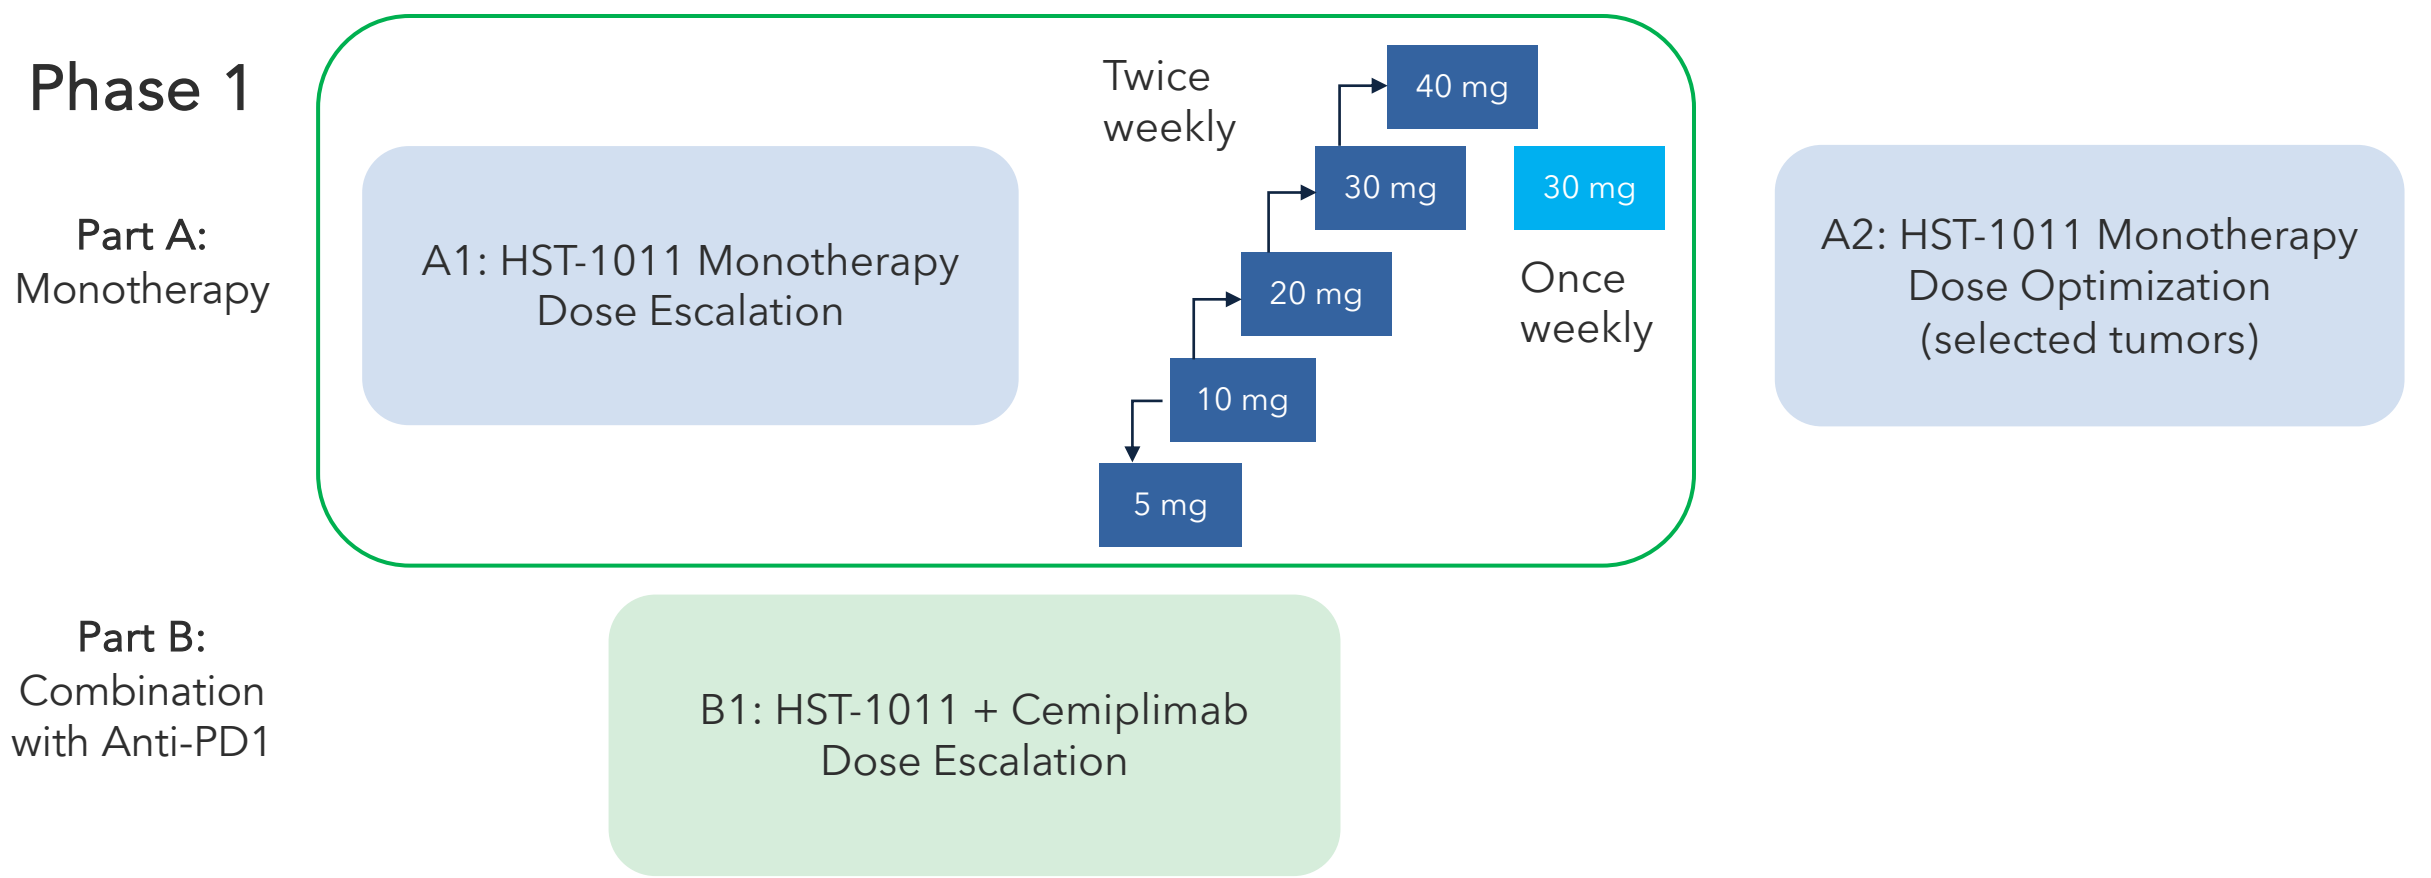 Phase 1
Part A:
Monotherapy
A1: HST-1011 Monotherapy
Dose Escalation
Twice
weekly
40 mg
30 mg
20 mg
10 mg
5 mg
30 mg
Once
weekly
A2: HST-1011 Monotherapy
Dose Optimization
(selected tumors)
Part B:
Combination
with Anti-PD1
B1: HST-1011 + Cemiplimab
Dose Escalation